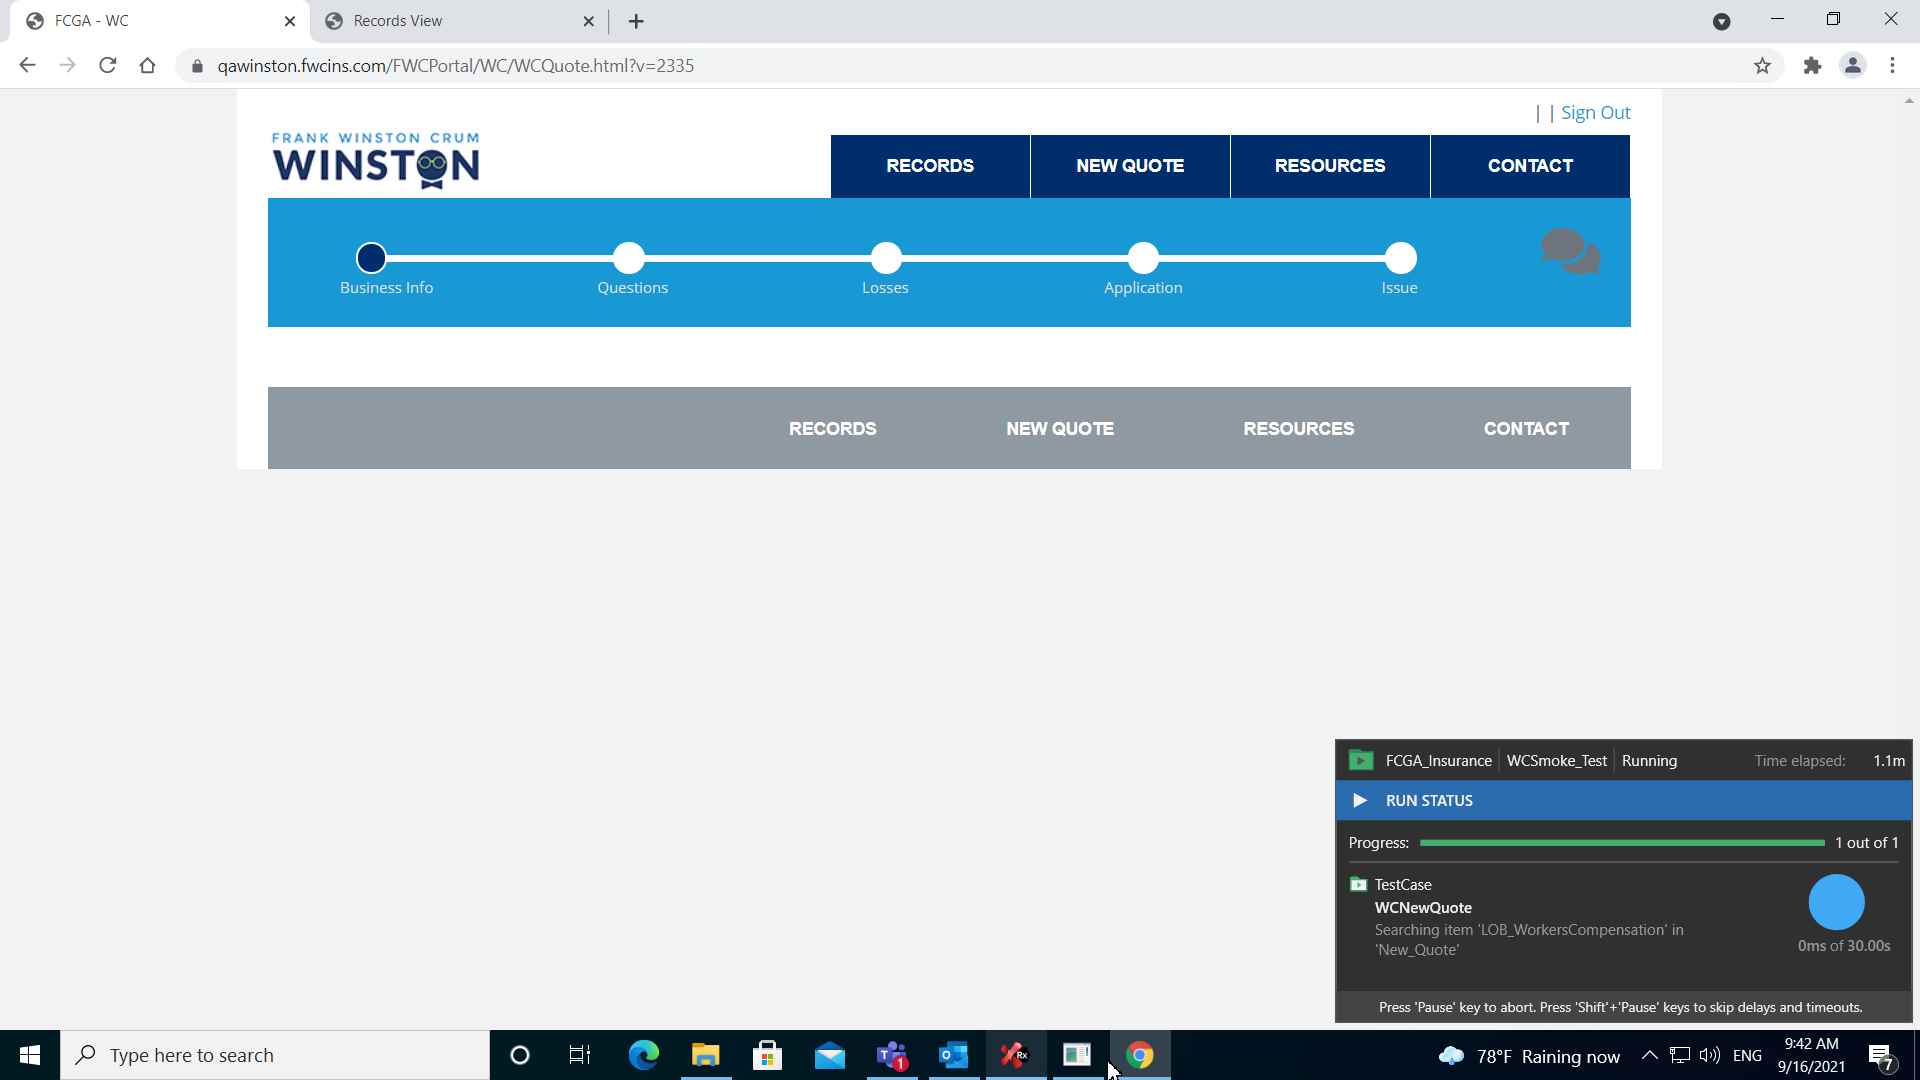 FCGA - WC
Records View
qawinston.fwcins.com/FWCPortal/WC/WCQuote.html?v=2335
| | Sign Out
FRANK WINSTON CRUM
WINSTON
RECORDS NEW QUOTE RESOURCES CONTACT
Business Info Questions Losses Application Issue
RECORDS NEW QUOTE RESOURCES CONTACT
FCGA_Insurance WCSmoke_Test Running Time elapsed: 1.1m
RUN STATUS
Progress: 1 out of 1
TestCase
WCNewQuote
Searching item 'LOB_WorkersCompensation' in
'New_Quote'
0ms of 30.00s
Press 'Pause' key to abort. Press 'Shift'+'Pause' keys to skip delays and timeouts.
Type here to search
T
1
Rx
78°F Raining now
ENG
9:42 AM
9/16/2021
7